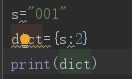 s="001"
dict={s:2}
print(dict)